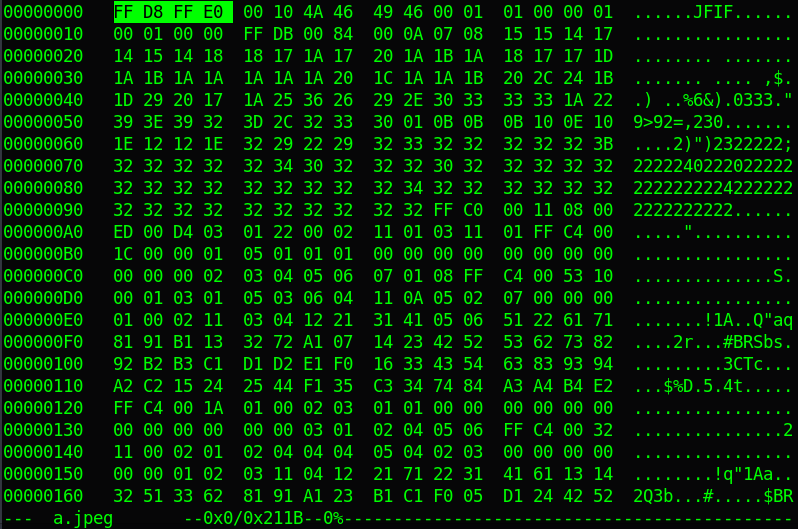 00000000 FF D8 FF E0 00 10 4A 46 49 46 00 01 01 00 00 01 ......JFIF......
00000010 00 01 00 00 FF DB 00 84 00 0A 07 08 15 15 14 17 ................
00000020 14 15 14 18 18 17 1A 17 20 1A 1B 1A 18 17 17 1D ........ .......
00000030 1A 1B 1A 1A 1A 1A 1A 20 1C 1A 1A 1B 20 2C 24 1B ....... .... ,$.
00000040 1D 29 20 17 1A 25 36 26 29 2E 30 33 33 33 1A 22 .) ..%6&).0333."
00000050 39 3E 39 32 3D 2C 32 33 30 01 0B 0B 0B 10 0E 10 9>92=,230.......
00000060 1E 12 12 1E 32 29 22 29 32 33 32 32 32 32 32 3B ....2)")2322222;
00000070 32 32 32 32 32 34 30 32 32 32 30 32 32 32 32 32 2222240222022222
00000080 32 32 32 32 32 32 32 32 32 34 32 32 32 32 32 32 2222222224222222
00000090 32 32 32 32 32 32 32 32 32 32 FF C0 00 11 08 00 2222222222......
000000A0 ED 00 D4 03 01 22 00 02 11 01 03 11 01 FF C4 00 ....."..........
000000B0 1C 00 00 01 05 01 01 01 00 00 00 00 00 00 00 00 ................
000000C0 00 00 00 02 03 04 05 06 07 01 08 FF C4 00 53 10 ..............S.
000000D0 00 01 03 01 05 03 06 04 11 0A 05 02 07 00 00 00 ................
000000E0 01 00 02 11 03 04 12 21 31 41 05 06 51 22 61 71 .......!1A..Q"aq
000000F0 81 91 B1 13 32 72 A1 07 14 23 42 52 53 62 73 82 ....2r...#BRSbs.
00000100 92 B2 B3 C1 D1 D2 E1 F0 16 33 43 54 63 83 93 94 .........3CTc...
00000110 A2 C2 15 24 25 44 F1 35 C3 34 74 84 A3 A4 B4 E2 ...$%D.5.4t.....
00000120 FF C4 00 1A 01 00 02 03 01 01 00 00 00 00 00 00 ................
00000130 00 00 00 00 00 00 03 01 02 04 05 06 FF C4 00 32 ...............2
00000140 11 00 02 01 02 04 04 04 05 04 02 03 00 00 00 00 ................
00000150 00 00 01 02 03 11 04 12 21 71 22 31 41 61 13 14 ........!q"1Aa..
00000160 32 51 33 62 81 91 A1 23 B1 C1 F0 05 D1 24 42 52 2Q3b...#.....$BR
--- a.jpeg --0x0/0x211B--0%---------------------------------------------